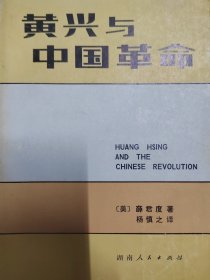 黄兴与
中国革命
HUANG HSING
AND THE
CHINESE REVOLUTION
〔美〕薛君度 著
杨慎之 译
湖南人民出版社